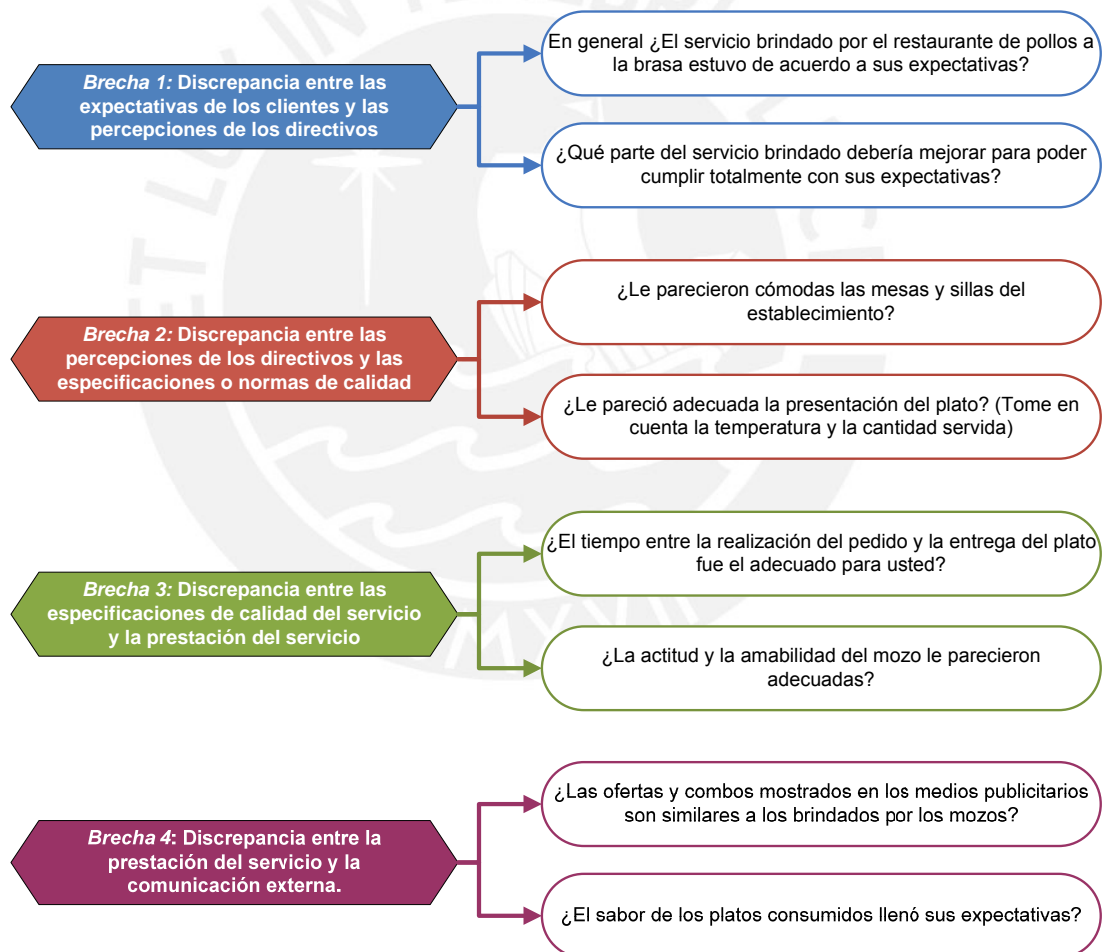 Brecha 1: Discrepancia entre las
expectativas de los clientes y las
percepciones de los directivos
En general ¿El servicio brindado por el restaurante de pollos a
la brasa estuvo de acuerdo a sus expectativas?
¿Qué parte del servicio brindado debería mejorar para poder
cumplir totalmente con sus expectativas?
Brecha 2: Discrepancia entre las
percepciones de los directivos y las
especificaciones o normas de calidad
¿Le parecieron cómodas las mesas y sillas del
establecimiento?
¿Le pareció adecuada la presentación del plato? (Tome en
cuenta la temperatura y la cantidad servida)
Brecha 3: Discrepancia entre las
especificaciones de calidad del servicio
y la prestación del servicio
¿El tiempo entre la realización del pedido y la entrega del plato
fue el adecuado para usted?
¿La actitud y la amabilidad del mozo le parecieron
adecuadas?
Brecha 4: Discrepancia entre la
prestación del servicio y la
comunicación externa.
¿Las ofertas y combos mostrados en los medios publicitarios
son similares a los brindados por los mozos?
¿El sabor de los platos consumidos llenó sus expectativas?